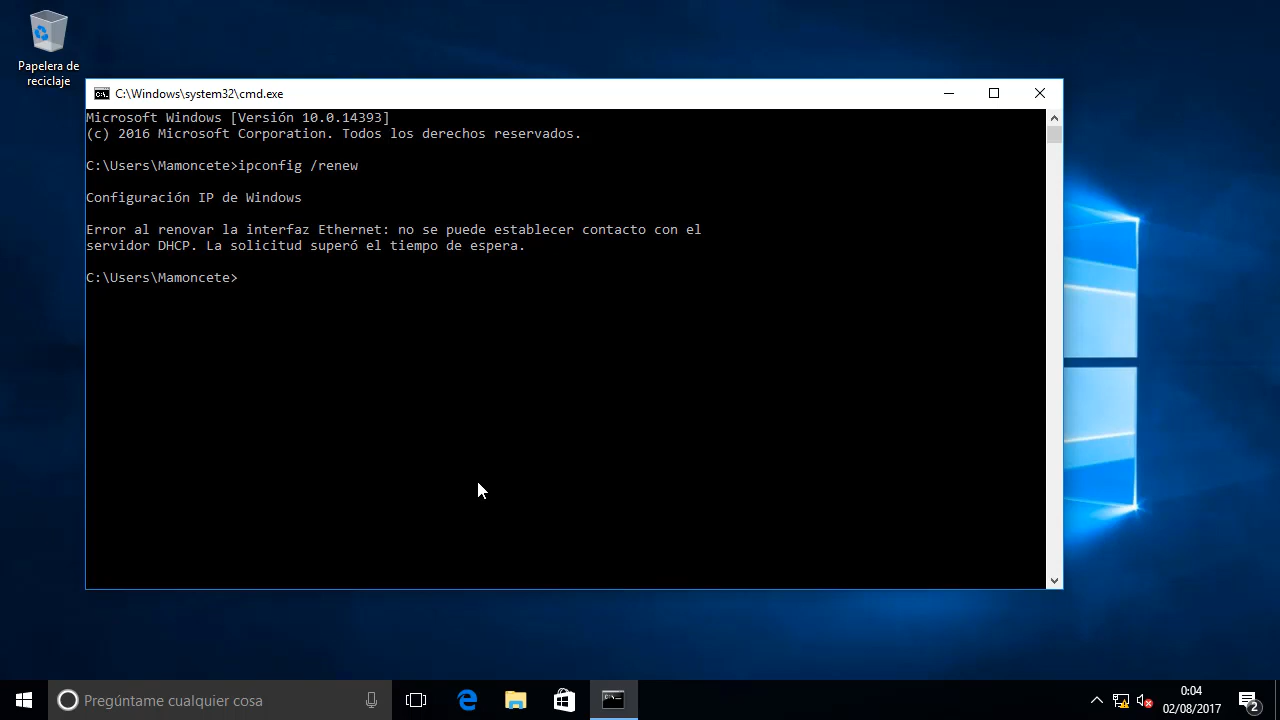 Papelera de
reciclaje
C:\Windows\system32\cmd.exe
Microsoft Windows [Versión 10.0.14393]
(c) 2016 Microsoft Corporation. Todos los derechos reservados.
C:\Users\Mamoncete>ipconfig /renew
Configuración IP de Windows
Error al renovar la interfaz Ethernet: no se puede establecer contacto con el
servidor DHCP. La solicitud superó el tiempo de espera.
C:\Users\Mamoncete>
Pregúntame cualquier cosa
0:04
02/08/2017
2